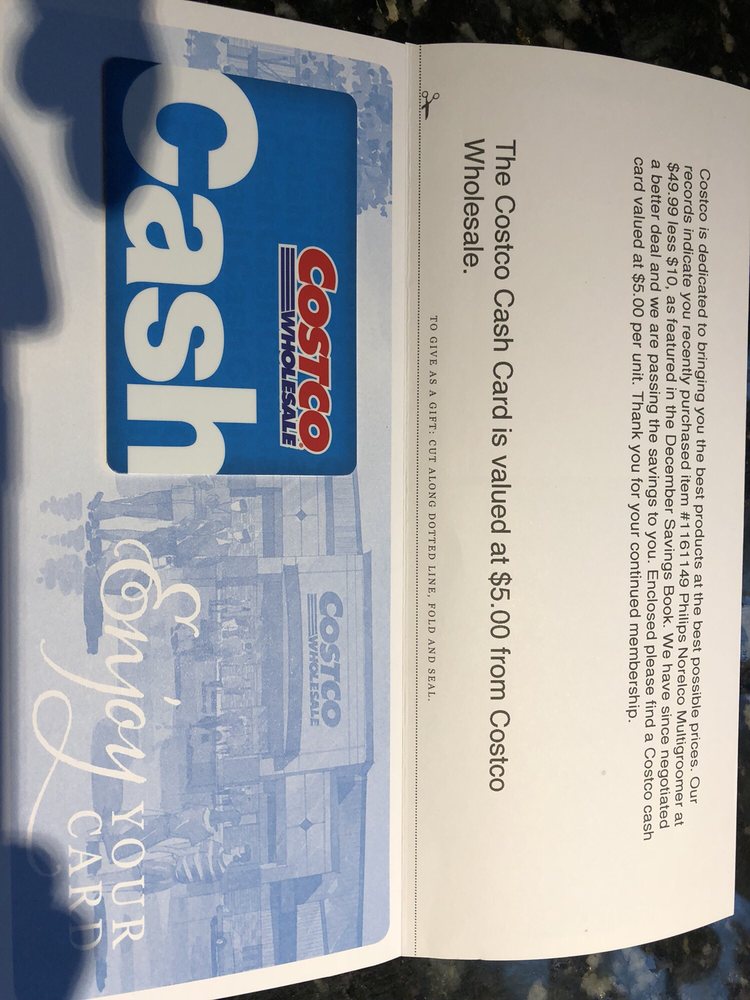 Costco is dedicated to bringing you the best products at the best possible prices. Our
records indicate you recently purchased item #1161149 Philips Norelco Multigroomer at
$49.99 less $10, as featured in the December Savings Book. We have since negotiated
a better deal and we are passing the savings to you. Enclosed please find a Costco cash
card valued at $5.00 per unit. Thank you for your continued membership.
The Costco Cash Card is valued at $5.00 from Costco
Wholesale.
TO GIVE AS A GIFT: CUT ALONG DOTTED LINE, FOLD AND SEAL.
COSTCO
WHOLESALE
cash
COSTCO
WHOLESALE
Enjoy YOUR
CARD